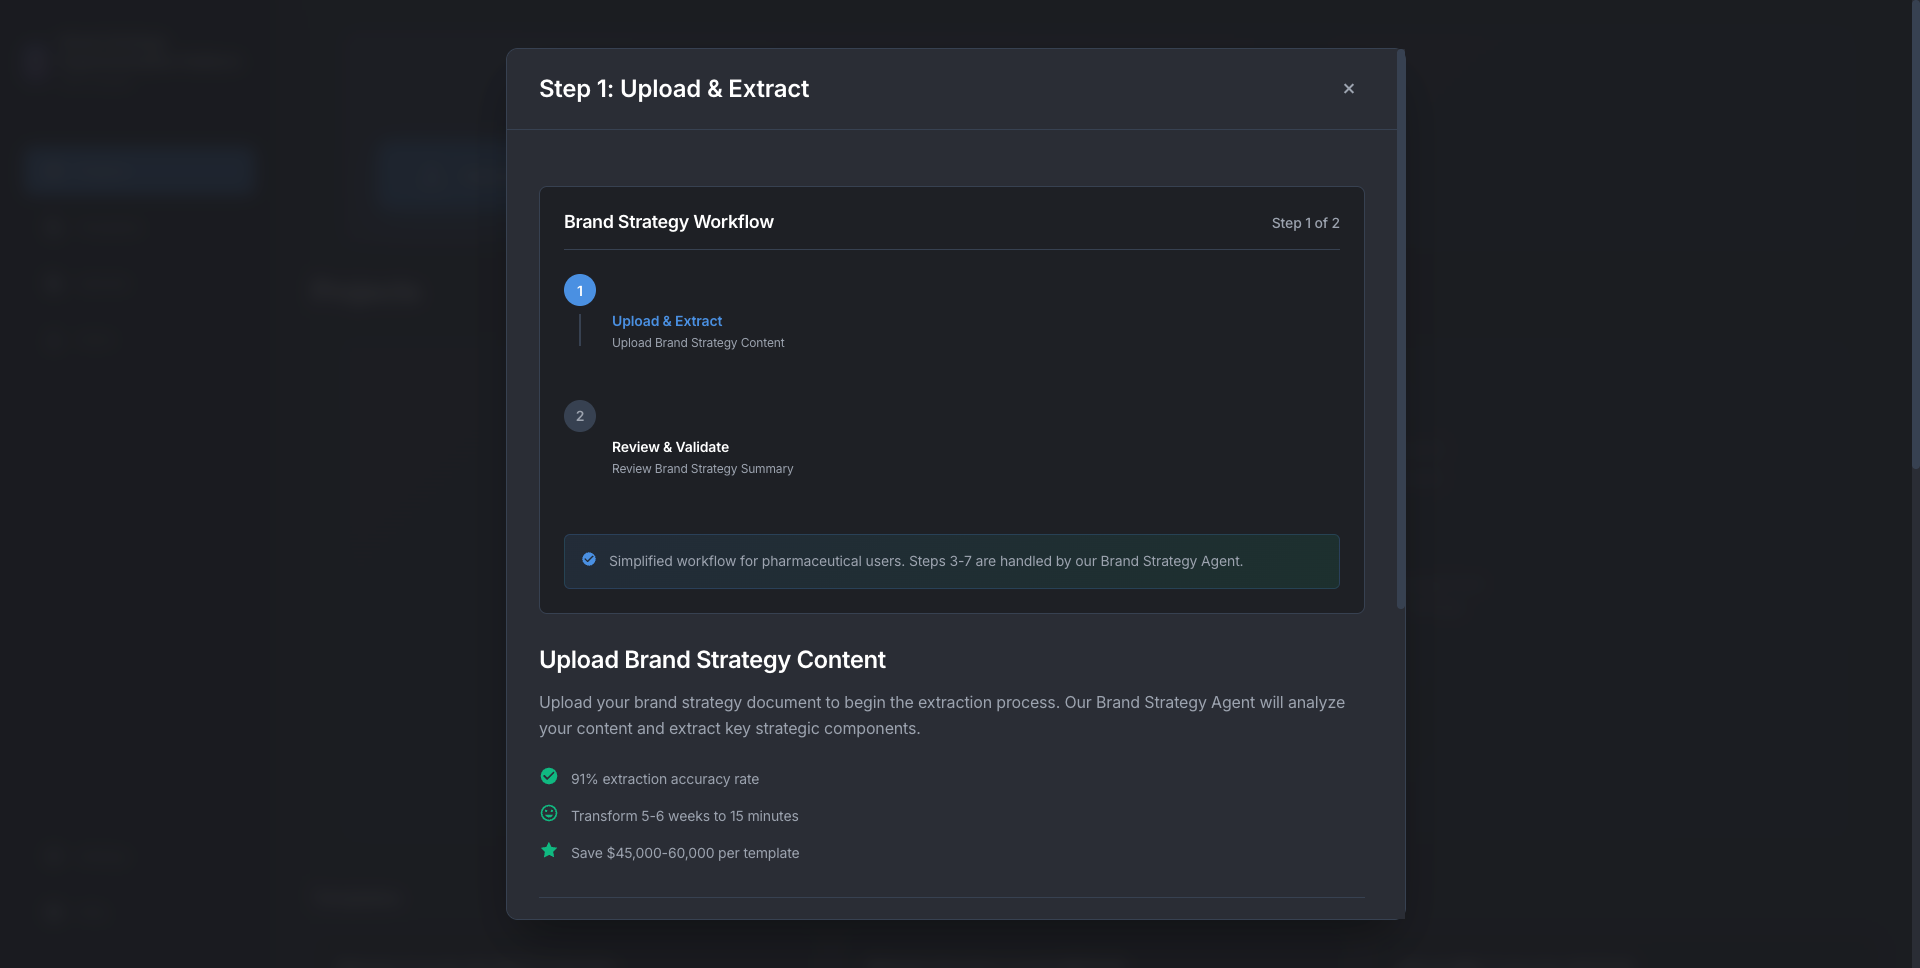 Step 1: Upload & Extract
×
Brand Strategy Workflow
Step 1 of 2
1
Upload & Extract
Upload Brand Strategy Content
2
Review & Validate
Review Brand Strategy Summary
Simplified workflow for pharmaceutical users. Steps 3-7 are handled by our Brand Strategy Agent.
Upload Brand Strategy Content
Upload your brand strategy document to begin the extraction process. Our Brand Strategy Agent will analyze
your content and extract key strategic components.
91% extraction accuracy rate
Transform 5-6 weeks to 15 minutes
Save $45,000-60,000 per template